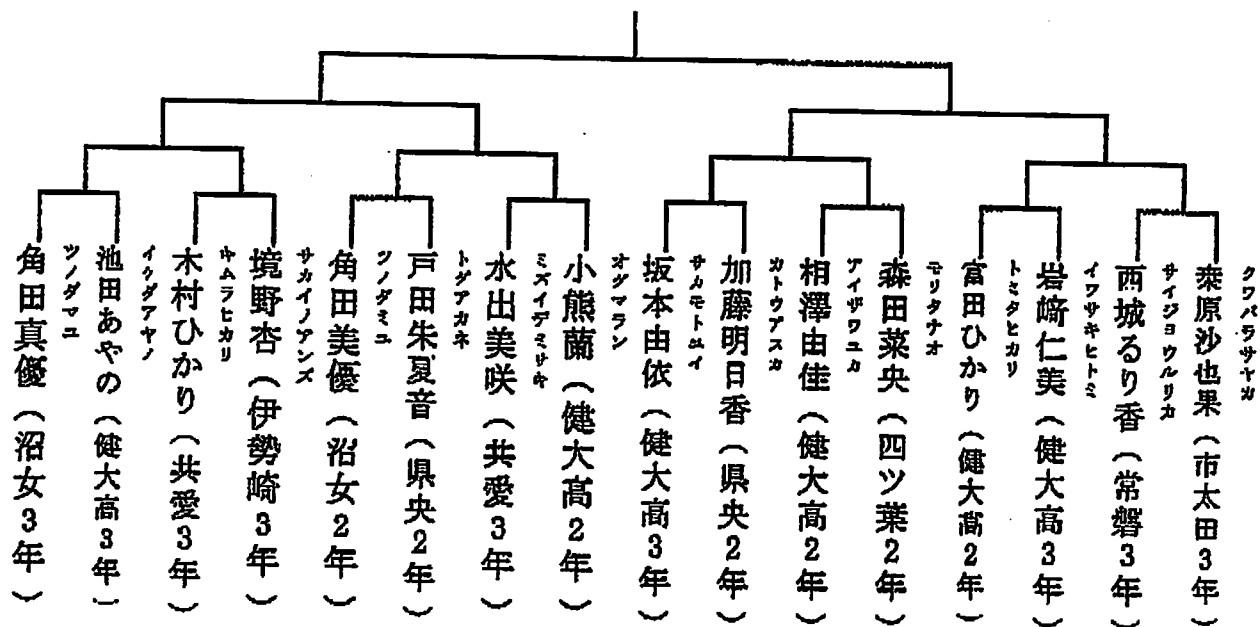 角田真優(沼女3年)
ツノダマユ
池田あやの(健大高3年)
イケダアヤノ
木村ひかり(共愛3年)
キムラヒカリ
境野杏(伊勢崎3年)
サカイノアンズ
角田美優(沼女2年)
ツノダミユ
戸田朱夏音(県央2年)
トダアカネ
水出美咲(共愛3年)
ミズイデミサキ
小熊蘭(健大高2年)
オグマラン
坂本由依(健大高3年)
サカモトユイ
加藤明日香(県央2年)
カトウアスカ
相澤由佳(健大高2年)
アイザワユカ
森田菜央(四ツ葉2年)
モリタナオ
富田ひかり(健大高2年)
トミタヒカリ
岩﨑仁美(健大高3年)
イワサキヒトミ
西城るり香(常磐3年)
サイジョウルリカ
桒原沙也果(市太田3年)
クワバラサヤカ